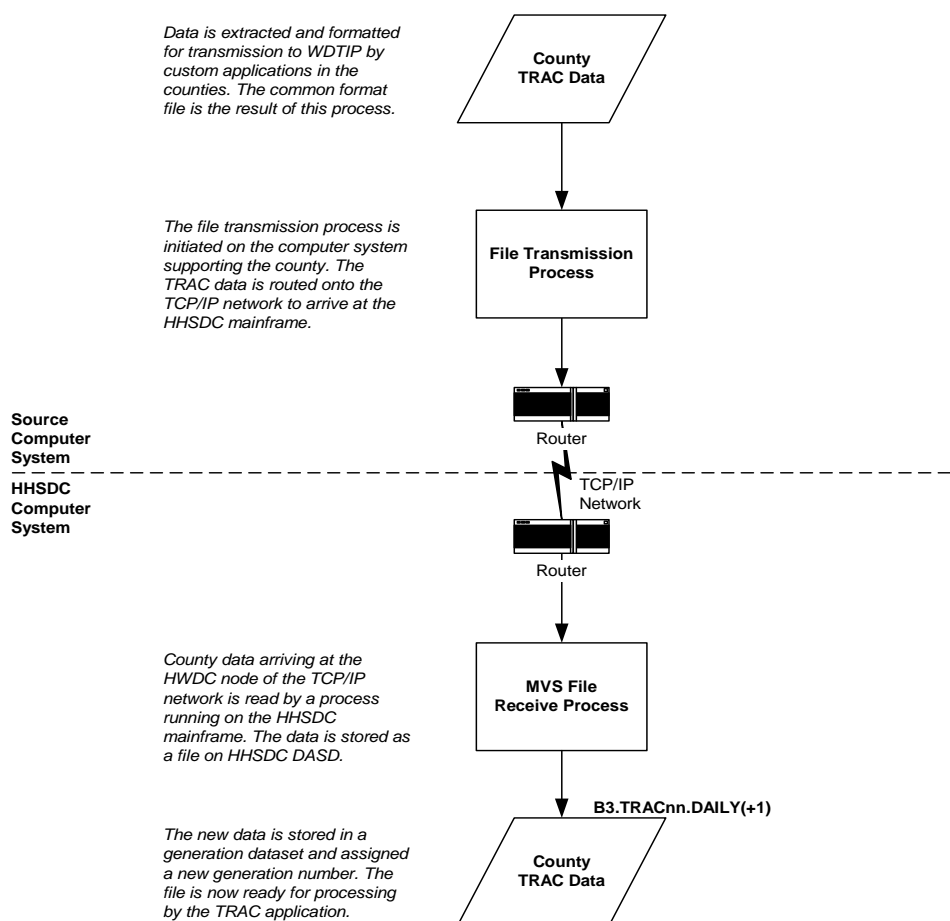 Data is extracted and formatted
for transmission to WDTIP by
custom applications in the
counties. The common format
file is the result of this process.
County
TRAC Data
The file transmission process is
initiated on the computer system
supporting the county. The
TRAC data is routed onto the
TCP/IP network to arrive at the
HHSDC mainframe.
File Transmission
Process
Source
Computer
System
Router
HHSDC
Computer
System
TCP/IP
Network
Router
County data arriving at the
HWDC node of the TCP/IP
network is read by a process
running on the HHSDC
mainframe. The data is stored as
a file on HHSDC DASD.
MVS File
Receive Process
B3.TRACnn.DAILY(+1)
The new data is stored in a
generation dataset and assigned
a new generation number. The
file is now ready for processing
by the TRAC application.
County
TRAC Data